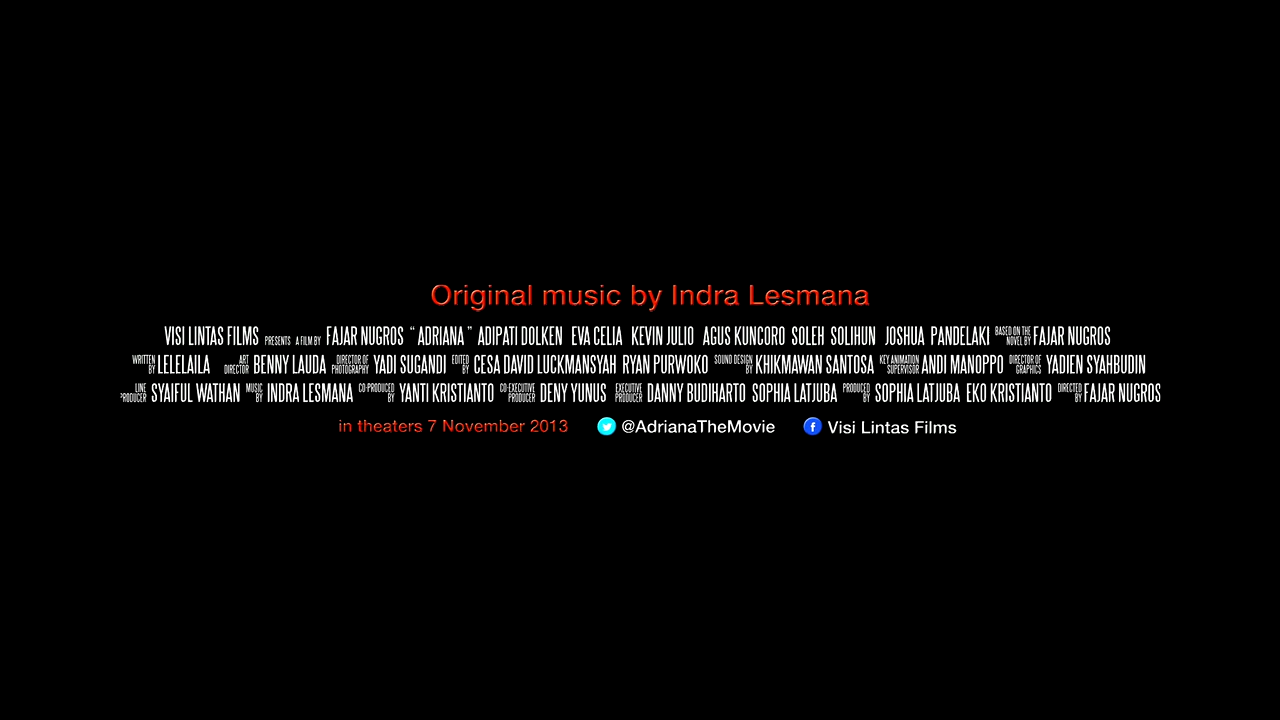 Original music by Indra Lesmana
VISI LINTAS FILMS PRESENTS A FILM BY FAJAR NUGROS “ ADRIANA ” ADIPATI DOLKEN EVA CELIA KEVIN JULIO AGUS KUNCORO SOLEH SOLIHUN JOSHUA PANDELAKI BASED ON THE NOVEL BY FAJAR NUGROS
WRITTEN BY LELELAILA ART DIRECTOR BENNY LAUDA DIRECTOR OF PHOTOGRAPHY YADI SUGANDI EDITED BY CESA DAVID LUCKMANSYAH RYAN PURWOKO SOUND DESIGN BY KHIKMAWAN SANTOSA KEY ANIMATION SUPERVISOR ANDI MANOPPO DIRECTOR OF GRAPHICS YADIEN SYAHBUDIN
LINE PRODUCER SYAIFUL WATHAN MUSIC BY INDRA LESMANA CO-PRODUCED BY YANTI KRISTIANTO CO-EXECUTIVE PRODUCER DENY YUNUS EXECUTIVE PRODUCER DANNY BUDIHARTO SOPHIA LATJUBA PRODUCED BY SOPHIA LATJUBA EKO KRISTIANTO DIRECTED BY FAJAR NUGROS
in theaters 7 November 2013 @AdrianaTheMovie Visi Lintas Films